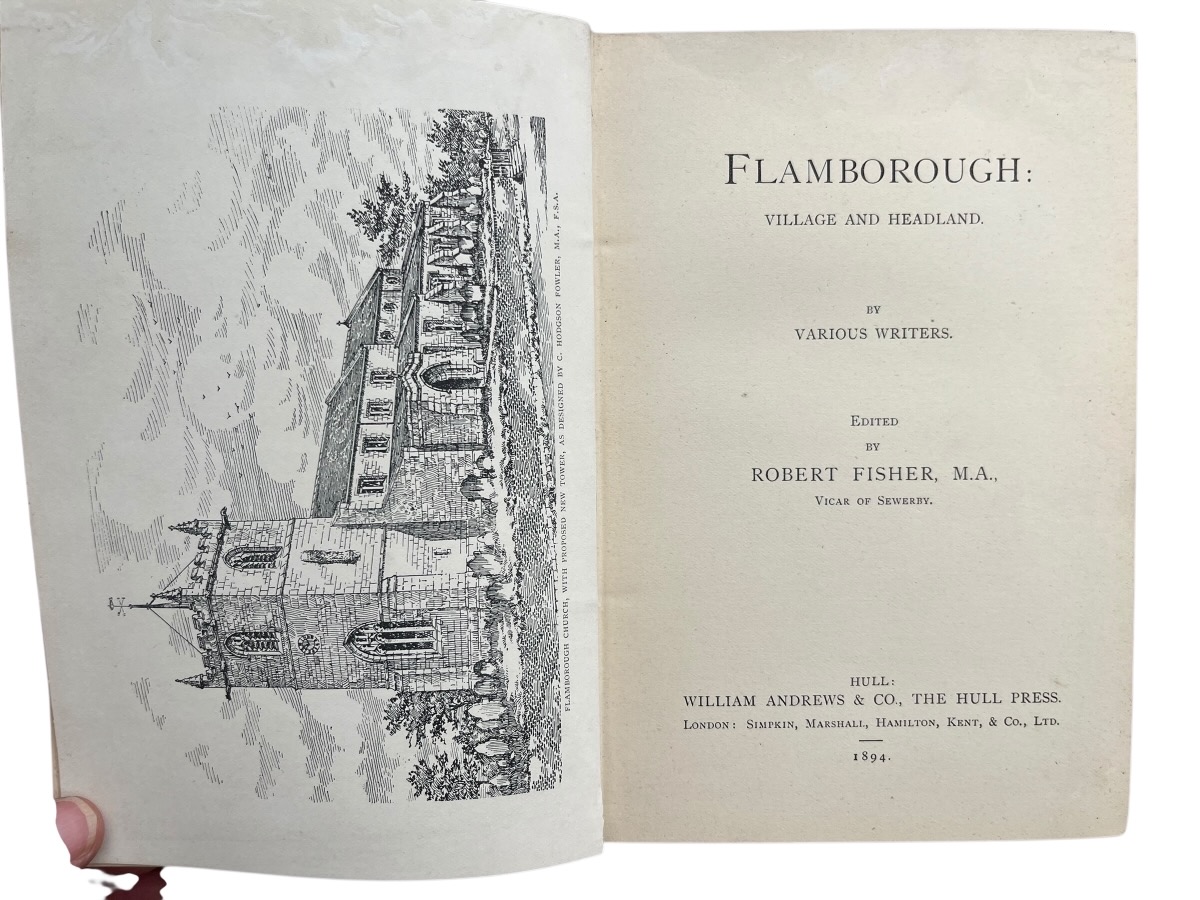 FLAMBOROUGH CHURCH, WITH PROPOSED NEW TOWER, AS DESIGNED BY C. HODGSON FOWLER, M.A., F.S.A.
FLAMBOROUGH:
VILLAGE AND HEADLAND.
BY
VARIOUS WRITERS.
EDITED
BY
ROBERT FISHER, M.A.,
VICAR OF SEWERBY.
HULL:
WILLIAM ANDREWS & CO., THE HULL PRESS.
LONDON: SIMPKIN, MARSHALL, HAMILTON, KENT, & CO., LTD.
1894.